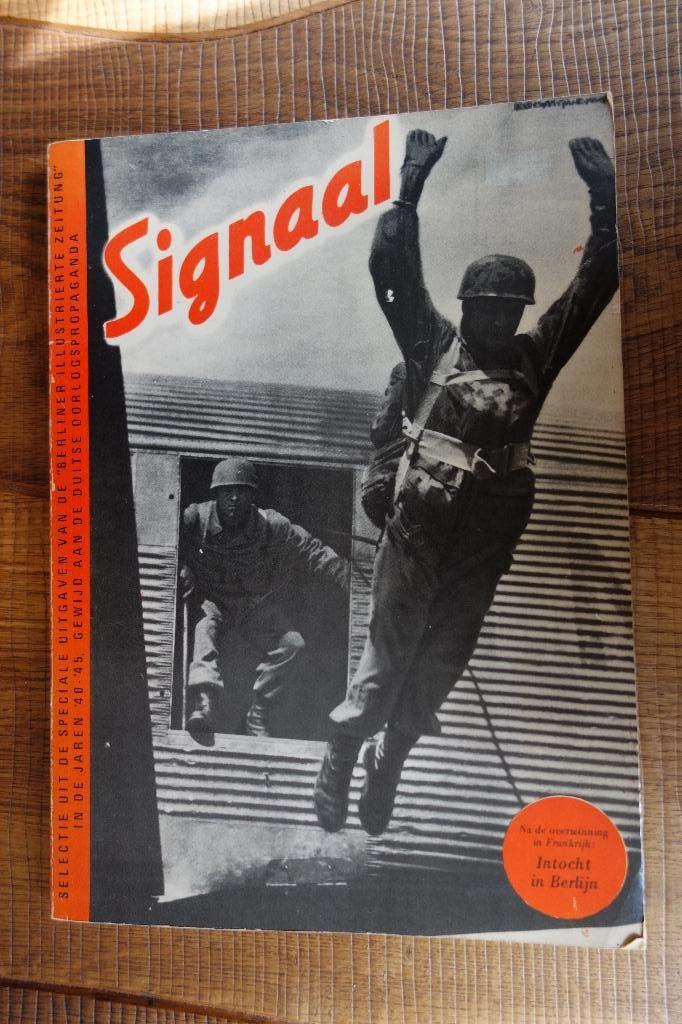 Signaal
SELECTIE UIT DE SPECIALE UITGAVEN VAN DE "BERLINER ILLUSTRIERTE ZEITUNG"
IN DE JAREN '40-'45. GEWIJD AAN DE DUITSE OORLOGSPROPAGANDA
Na de overwinning
in Frankrijk:
Intocht
in Berlijn